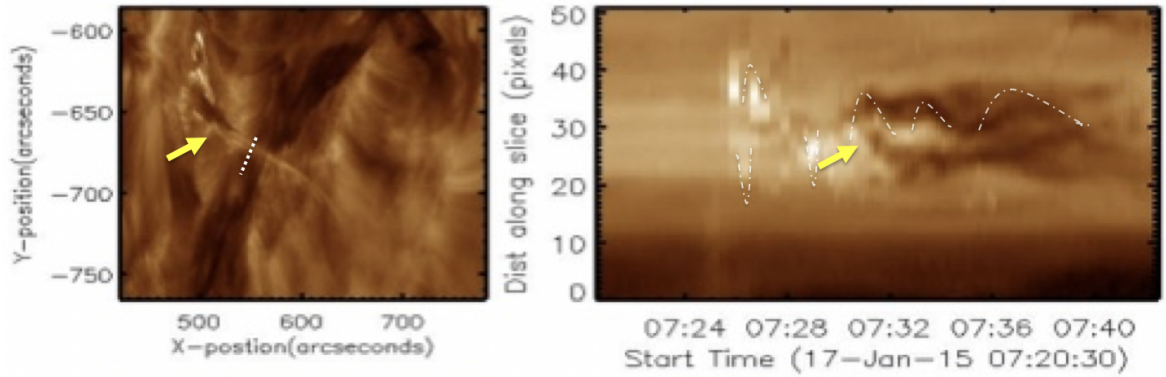 Y-position(arcseconds)
-600
-650
-700
-750
500 600 700
X-postion(arcseconds)
Dist along slice (pixels)
50
40
30
20
10
0
07:24 07:28 07:32 07:36 07:40
Start Time (17-Jan-15 07:20:30)